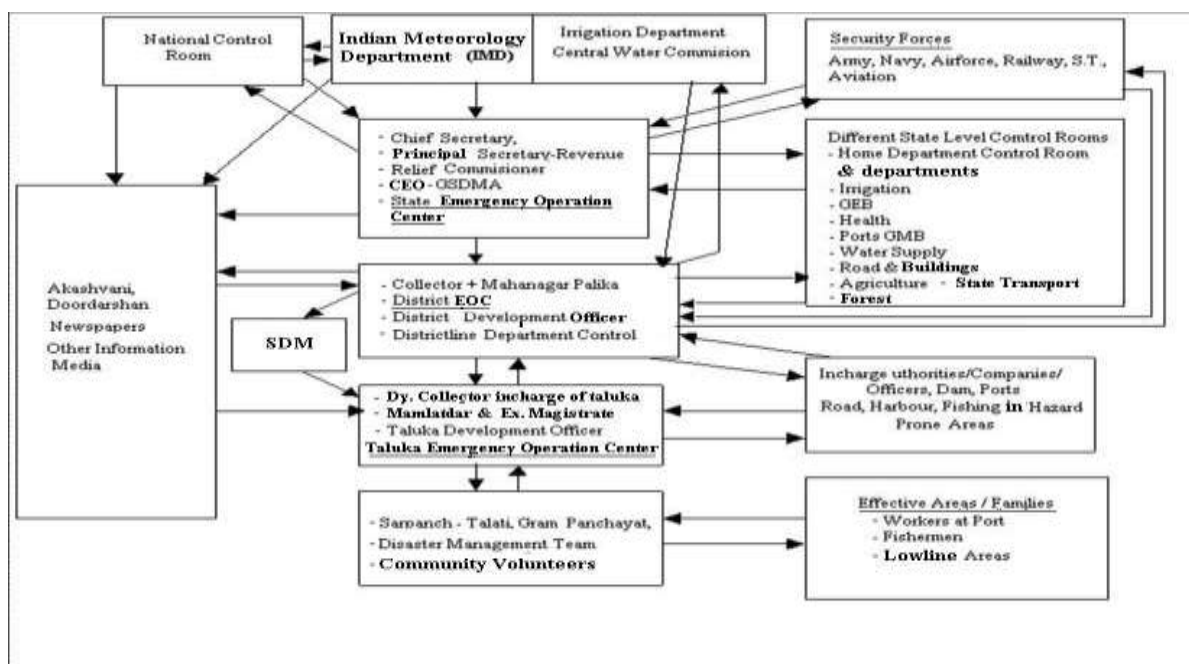 National Control
Room
Indian Meteorology
Department (IMD)
Irrigation Department
Central Water Commision
Security Forces
Army, Navy, Airforce, Railway, S.T.,
Aviation
- Chief Secretary,
- Principal Secretary-Revenue
- Relief Commisioner
- CEO - GSDMA
- State Emergency Operation
Center
Different State Level Comtrol Rooms
- Home Department Control Room
& departments
- Irrigation
- GEB
- Health
- Ports GMB
- Water Supply
- Road & Buildings
- Agriculture - State Transport
- Forest
Akashvani,
Doordarshan
Newspapers
Other Information
Media
- Collector + Mahanagar Palika
- District EOC
- District Development Officer
- Districtline Department Control
SDM
- Dy. Collector incharge of taluka
- Mamlatdar & Ex. Magistrate
- Taluka Development Officer
Taluka Emergency Operation Center
Incharge uthorities/Companies/
Officers, Dam, Ports
Road, Harbour, Fishing in Hazard
Prone Areas
- Sarpanch - Talati, Gram Panchayat,
- Disaster Management Team
- Community Volunteers
Effective Areas / Families
- Workers at Port
- Fishermen
- Lowline Areas